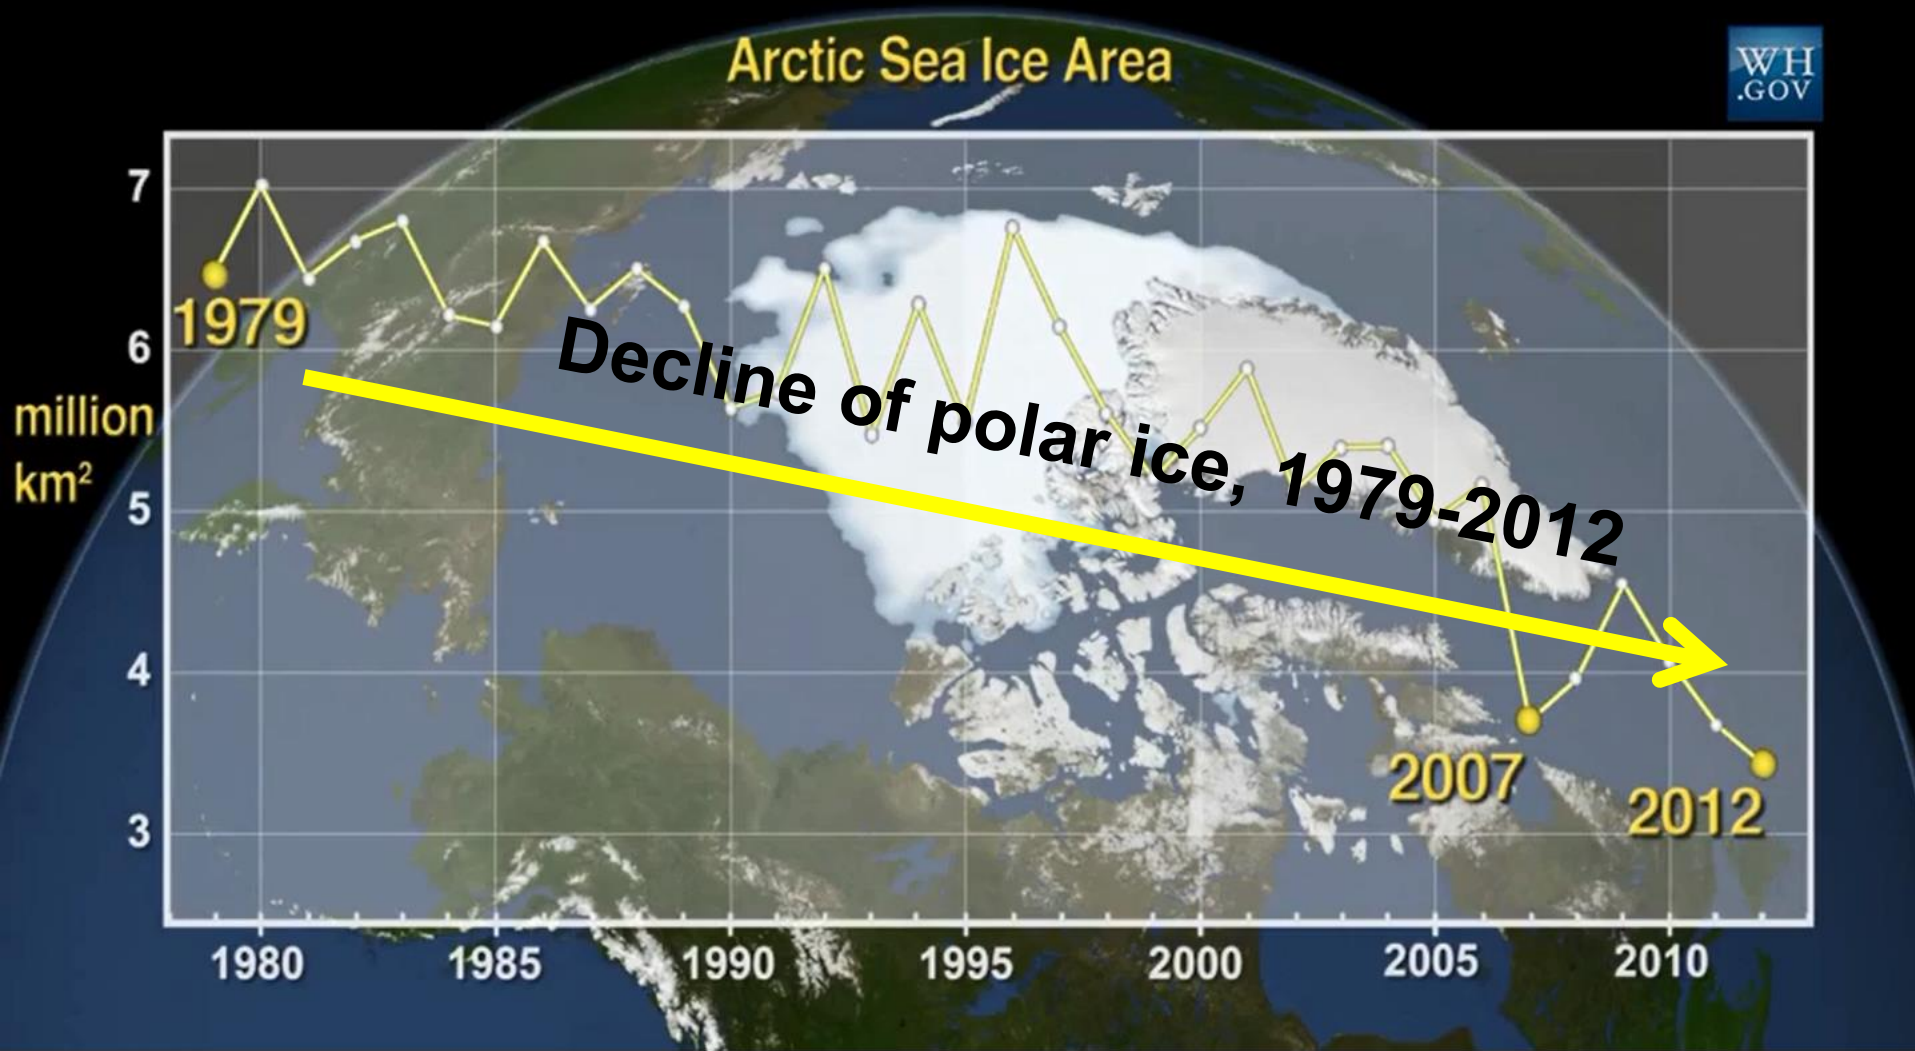 Arctic Sea Ice Area
WH
.GOV
7
6
million
km²
5
4
3
1979
Decline of polar ice, 1979-2012
2007
2012
1980 1985 1990 1995 2000 2005 2010